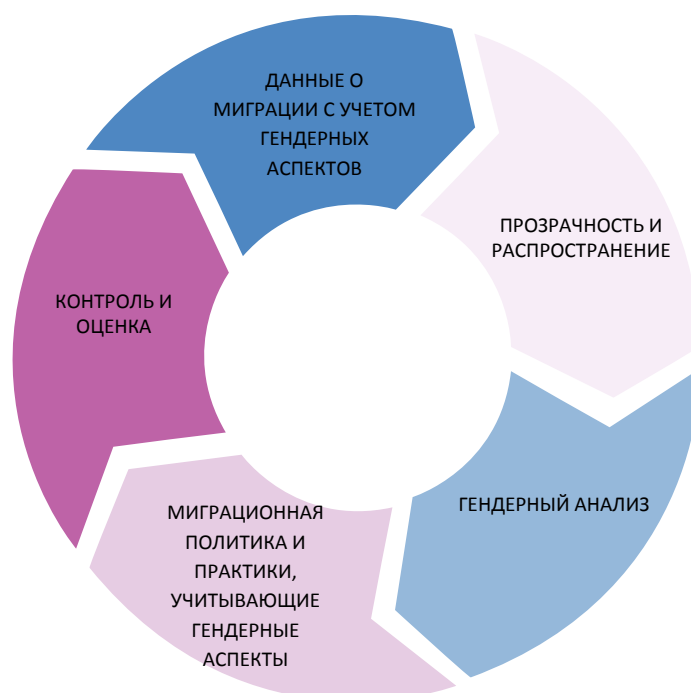 ДАННЫЕ О
МИГРАЦИИ С УЧЕТОМ
ГЕНДЕРНЫХ
АСПЕКТОВ
ПРОЗРАЧНОСТЬ И
РАСПРОСТРАНЕНИЕ
ГЕНДЕРНЫЙ АНАЛИЗ
МИГРАЦИОННАЯ
ПОЛИТИКА И
ПРАКТИКИ,
УЧИТЫВАЮЩИЕ
ГЕНДЕРНЫЕ
АСПЕКТЫ
КОНТРОЛЬ И
ОЦЕНКА